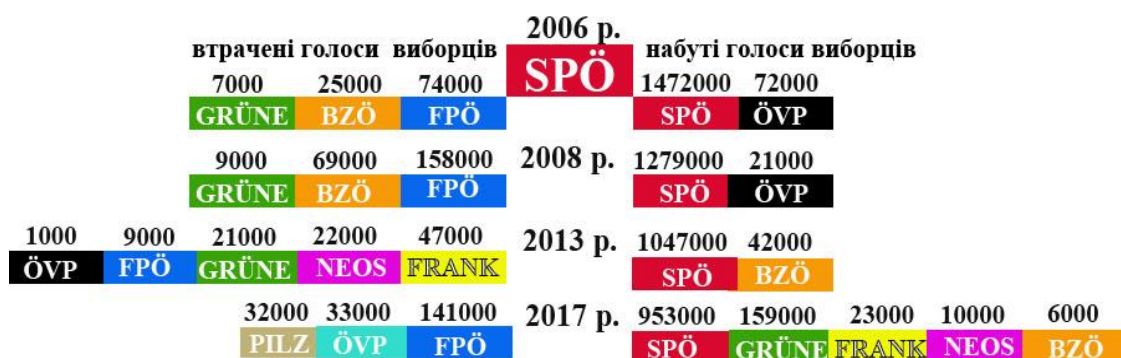 2006 р.
втрачені голоси виборців SPÖ набуті голоси виборців
7000 25000 74000 1472000 72000
GRÜNE BZÖ FPÖ SPÖ ÖVP
9000 69000 158000 2008 р. 1279000 21000
GRÜNE BZÖ FPÖ SPÖ ÖVP
1000 9000 21000 22000 47000 2013 р. 1047000 42000
ÖVP FPÖ GRÜNE NEOS FRANK SPÖ BZÖ
32000 33000 141000 2017 р. 953000 159000 23000 10000 6000
PILZ ÖVP FPÖ SPÖ GRÜNE FRANK NEOS BZÖ